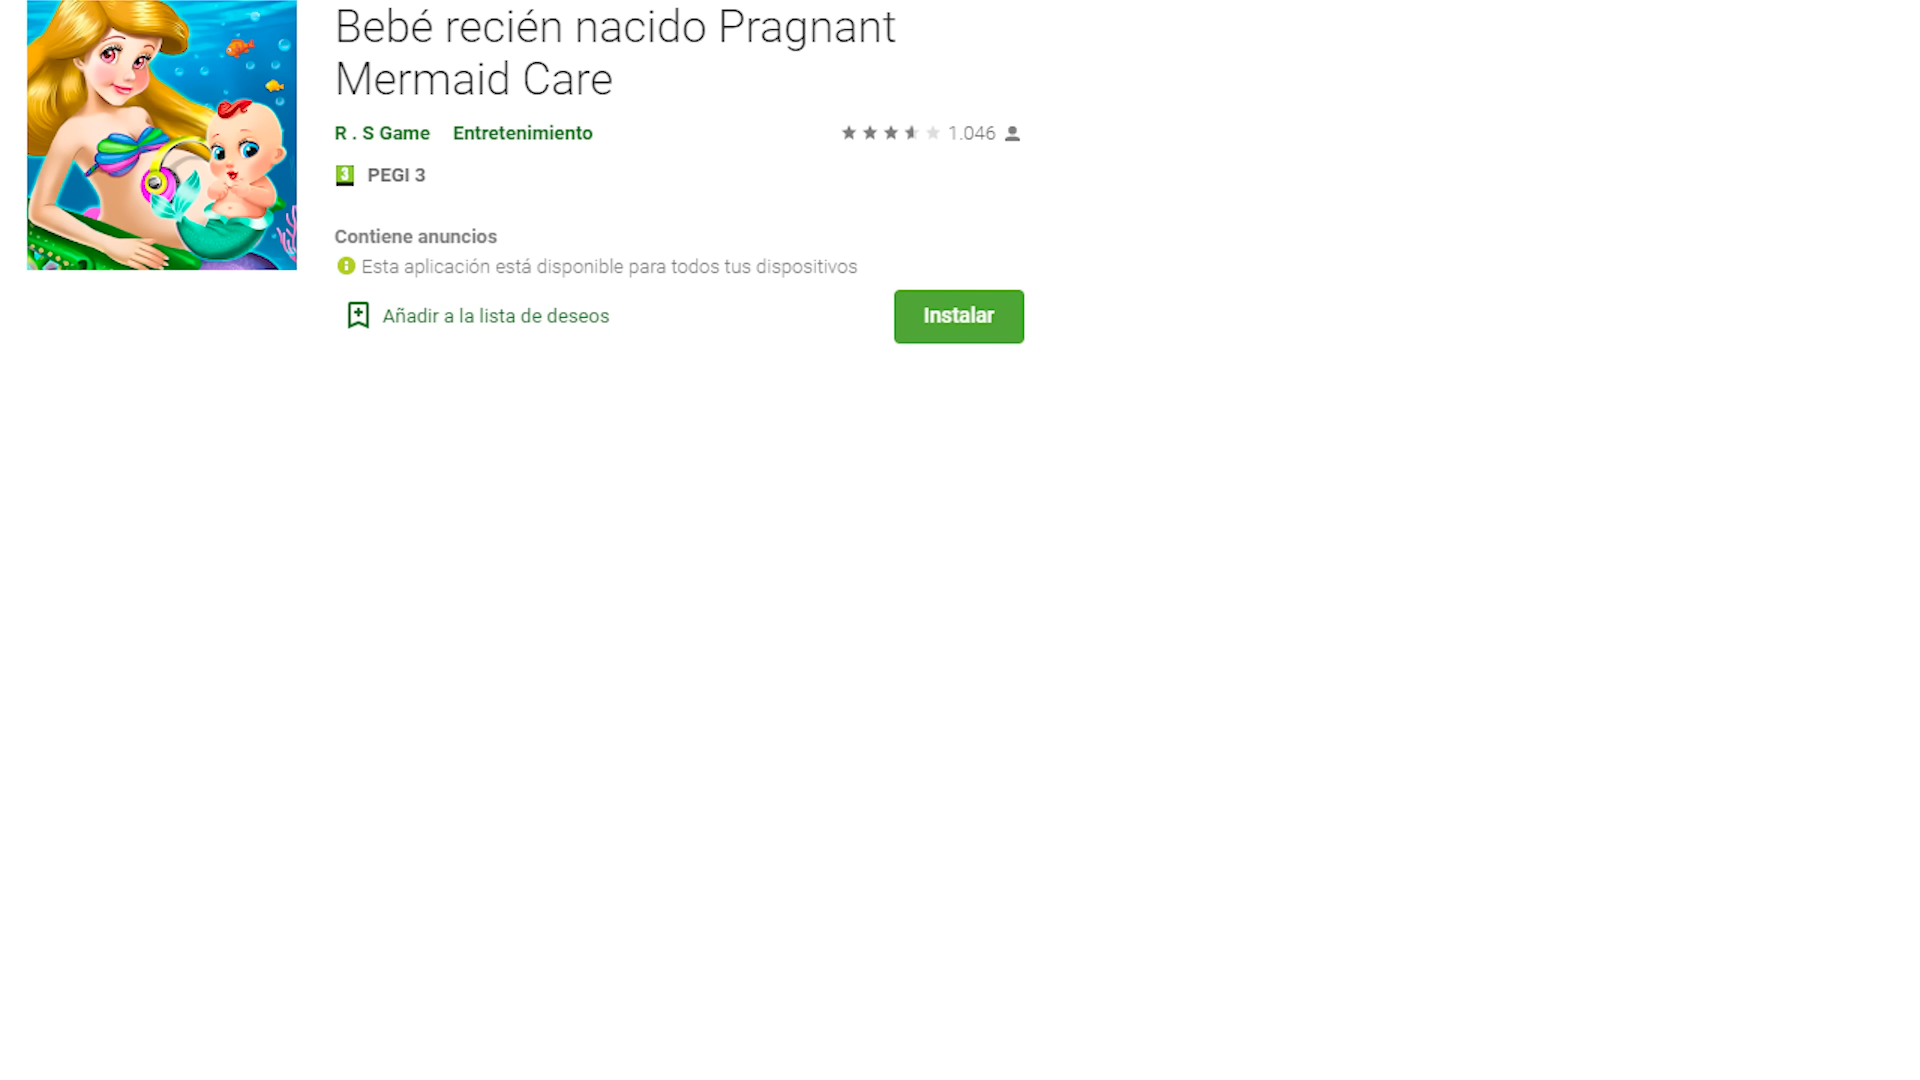 Bebé recién nacido Pragnant
Mermaid Care
R . S Game Entretenimiento 1.046
3 PEGI 3
Contiene anuncios
Esta aplicación está disponible para todos tus dispositivos
Añadir a la lista de deseos Instalar